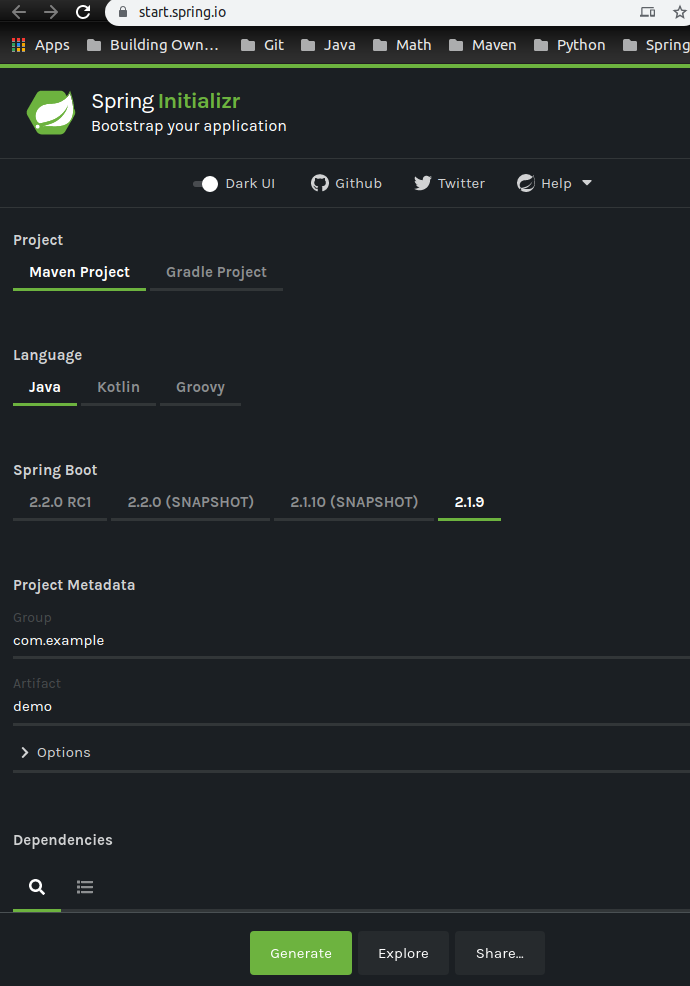 start.spring.io
Apps Building Own... Git Java Math Maven Python Spring
Spring Initializr
Bootstrap your application
Dark UI Github Twitter Help
Project
Maven Project Gradle Project
Language
Java Kotlin Groovy
Spring Boot
2.2.0 RC1 2.2.0 (SNAPSHOT) 2.1.10 (SNAPSHOT) 2.1.9
Project Metadata
Group
com.example
Artifact
demo
Options
Dependencies
Generate Explore Share...